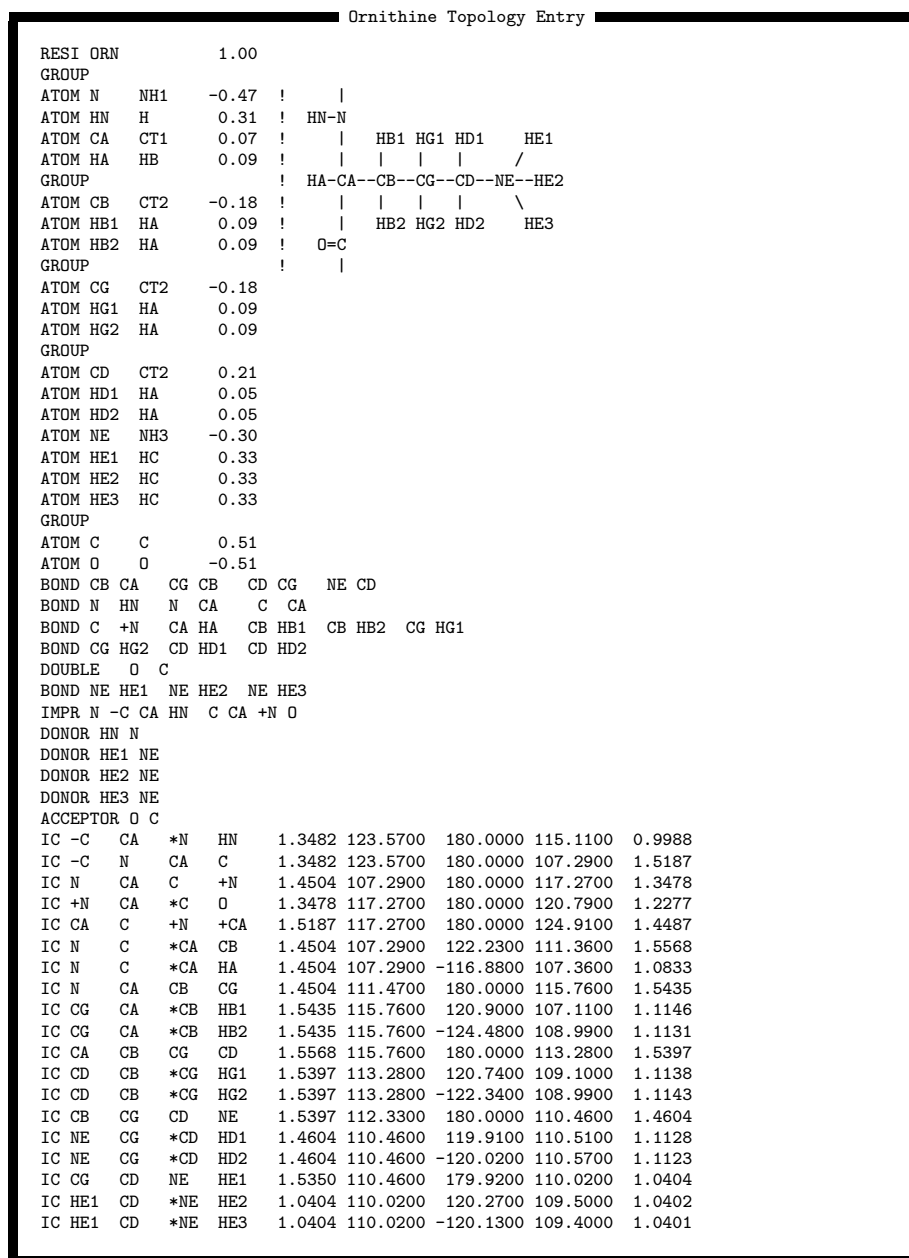 Ornithine Topology Entry
RESI ORN          1.00
GROUP
ATOM N    NH1    -0.47  !     |
ATOM HN   H       0.31  !  HN-N
ATOM CA   CT1     0.07  !     |   HB1 HG1 HD1    HE1
ATOM HA   HB      0.09  !     |   |   |   |     /
GROUP                   !  HA-CA--CB--CG--CD--NE--HE2
ATOM CB   CT2    -0.18  !     |   |   |   |     \
ATOM HB1  HA      0.09  !     |   HB2 HG2 HD2    HE3
ATOM HB2  HA      0.09  !   O=C
GROUP                   !     |
ATOM CG   CT2    -0.18
ATOM HG1  HA      0.09
ATOM HG2  HA      0.09
GROUP
ATOM CD   CT2     0.21
ATOM HD1  HA      0.05
ATOM HD2  HA      0.05
ATOM NE   NH3    -0.30
ATOM HE1  HC      0.33
ATOM HE2  HC      0.33
ATOM HE3  HC      0.33
GROUP
ATOM C    C       0.51
ATOM O    O      -0.51
BOND CB CA   CG CB   CD CG   NE CD
BOND N  HN   N  CA    C  CA
BOND C  +N   CA HA   CB HB1  CB HB2  CG HG1
BOND CG HG2  CD HD1  CD HD2
DOUBLE   O  C
BOND NE HE1  NE HE2  NE HE3
IMPR N -C CA HN  C CA +N O
DONOR HN N
DONOR HE1 NE
DONOR HE2 NE
DONOR HE3 NE
ACCEPTOR O C
IC -C   CA   *N   HN    1.3482 123.5700  180.0000 115.1100  0.9988
IC -C   N    CA   C     1.3482 123.5700  180.0000 107.2900  1.5187
IC N    CA   C    +N    1.4504 107.2900  180.0000 117.2700  1.3478
IC +N   CA   *C   O     1.3478 117.2700  180.0000 120.7900  1.2277
IC CA   C    +N   +CA   1.5187 117.2700  180.0000 124.9100  1.4487
IC N    C    *CA  CB    1.4504 107.2900  122.2300 111.3600  1.5568
IC N    C    *CA  HA    1.4504 107.2900 -116.8800 107.3600  1.0833
IC N    CA   CB   CG    1.4504 111.4700  180.0000 115.7600  1.5435
IC CG   CA   *CB  HB1   1.5435 115.7600  120.9000 107.1100  1.1146
IC CG   CA   *CB  HB2   1.5435 115.7600 -124.4800 108.9900  1.1131
IC CA   CB   CG   CD    1.5568 115.7600  180.0000 113.2800  1.5397
IC CD   CB   *CG  HG1   1.5397 113.2800  120.7400 109.1000  1.1138
IC CD   CB   *CG  HG2   1.5397 113.2800 -122.3400 108.9900  1.1143
IC CB   CG   CD   NE    1.5397 112.3300  180.0000 110.4600  1.4604
IC NE   CG   *CD  HD1   1.4604 110.4600  119.9100 110.5100  1.1128
IC NE   CG   *CD  HD2   1.4604 110.4600 -120.0200 110.5700  1.1123
IC CG   CD   NE   HE1   1.5350 110.4600  179.9200 110.0200  1.0404
IC HE1  CD   *NE  HE2   1.0404 110.0200  120.2700 109.5000  1.0402
IC HE1  CD   *NE  HE3   1.0404 110.0200 -120.1300 109.4000  1.0401